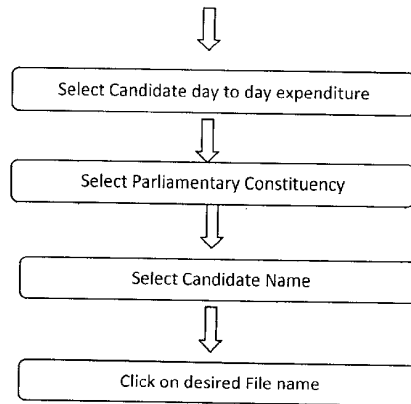 Select Candidate day to day expenditure
Select Parliamentary Constituency
Select Candidate Name
Click on desired File name